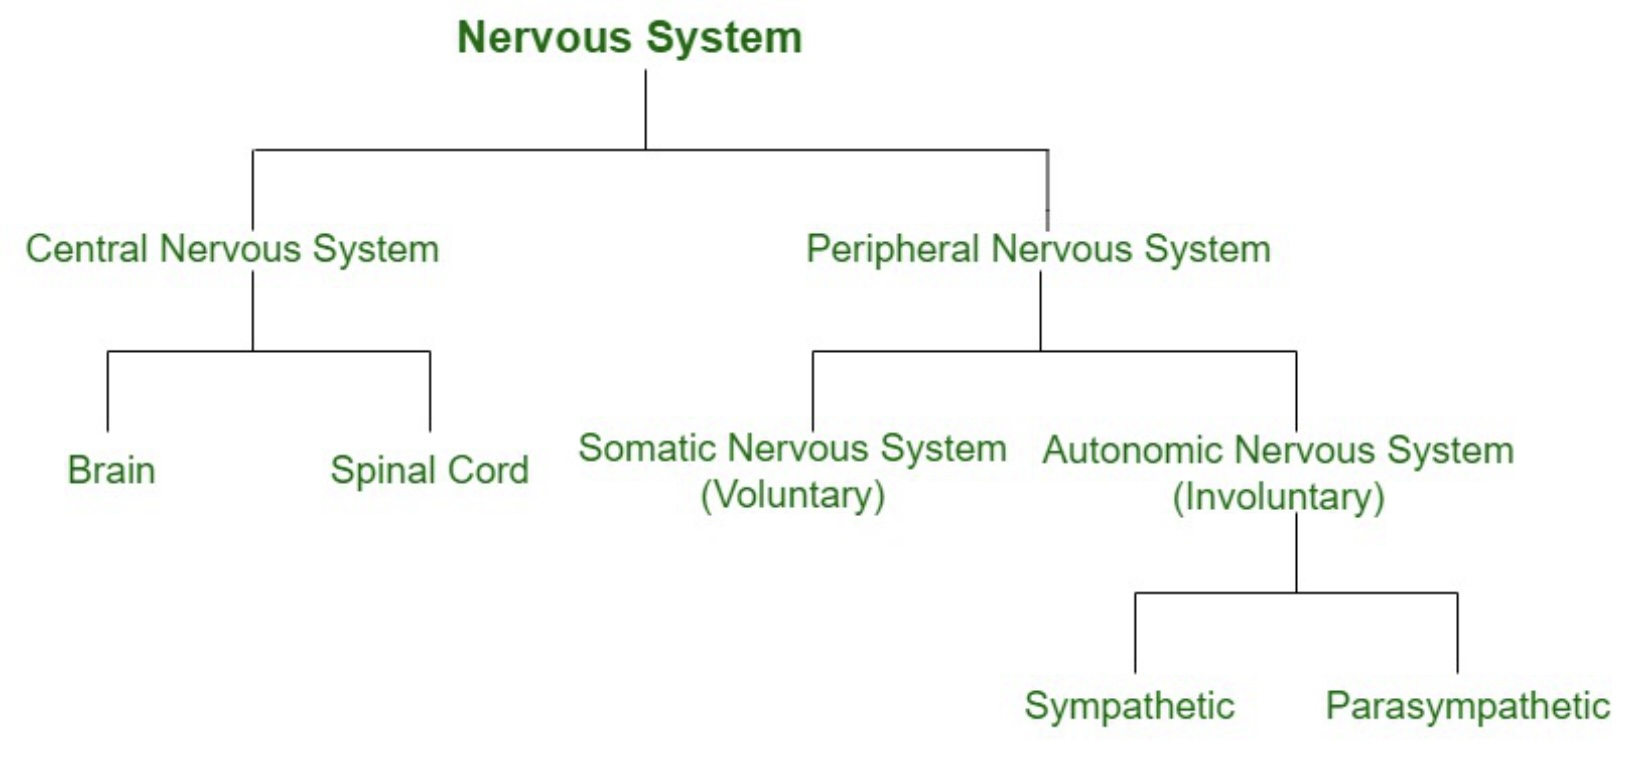 Nervous System
Central Nervous System
Peripheral Nervous System
Brain
Spinal Cord
Somatic Nervous System
(Voluntary)
Autonomic Nervous System
(Involuntary)
Sympathetic
Parasympathetic